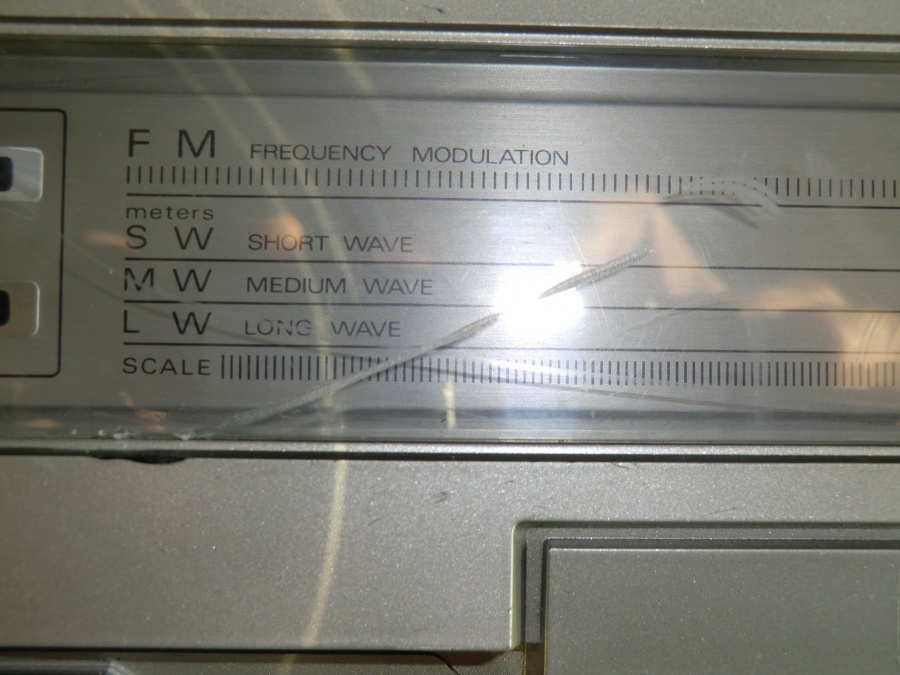 F M FREQUENCY MODULATION
meters
S W SHORT WAVE
M W MEDIUM WAVE
L W LONG WAVE
SCALE